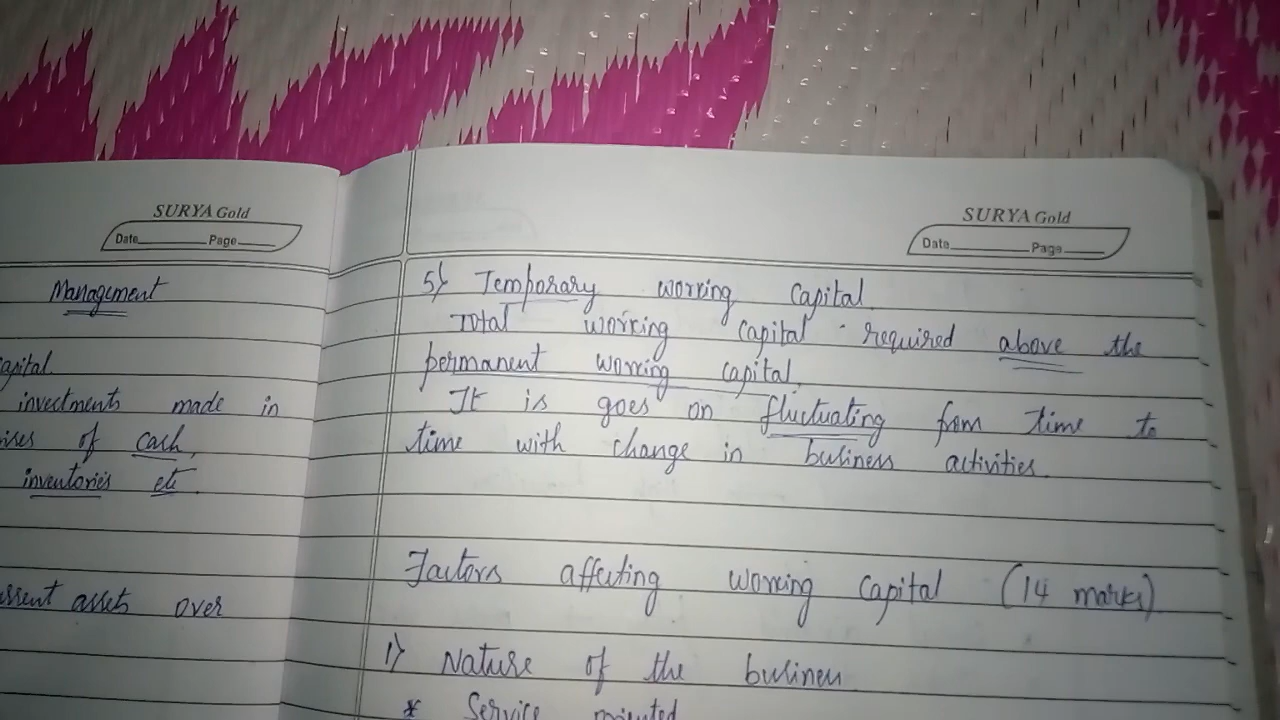 SURYA Gold
Date Page
Management
apital
investments made in
ises of cash,
inventories etc.
rrent assets over
SURYA Gold
Date Page
5) Temporary working capital
Total working capital required above the
permanent working capital.
It is goes on fluctuating from time to
time with change in business activities.
Factors affecting working capital (14 marks)
1) Nature of the business
* Service oriented